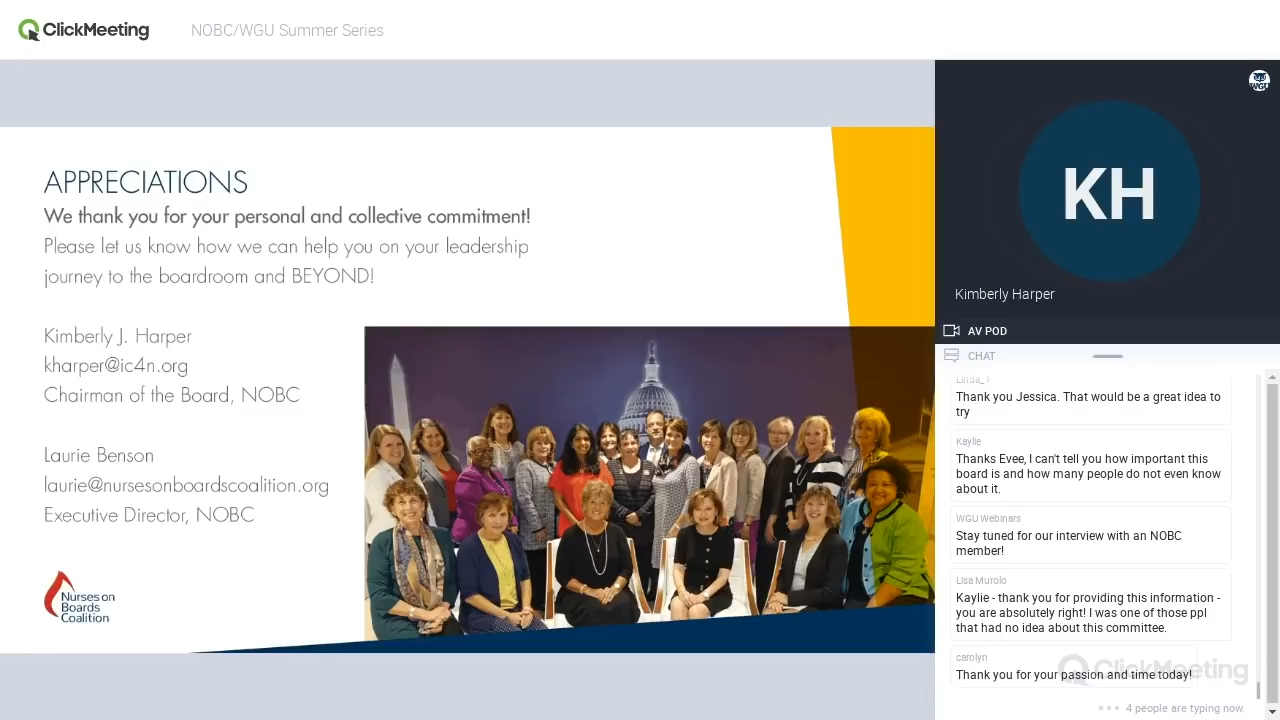 ClickMeeting
NOBC/WGU Summer Series
APPRECIATIONS
We thank you for your personal and collective commitment!
Please let us know how we can help you on your leadership
journey to the boardroom and BEYOND!
Kimberly J. Harper
kharper@ic4n.org
Chairman of the Board, NOBC
Laurie Benson
laurie@nursesonboardscoalition.org
Executive Director, NOBC
Nurses on
Boards
Coalition
WGU
KH
Kimberly Harper
AV POD
CHAT
Linda_T
Thank you Jessica. That would be a great idea to
try
Kaylie
Thanks Evee, I can't tell you how important this
board is and how many people do not even know
about it.
WGU Webinars
Stay tuned for our interview with an NOBC
member!
Lisa Murolo
Kaylie - thank you for providing this information -
you are absolutely right! I was one of those ppl
that had no idea about this committee.
carolyn
Thank you for your passion and time today!
ClickMeeting
4 people are typing now.